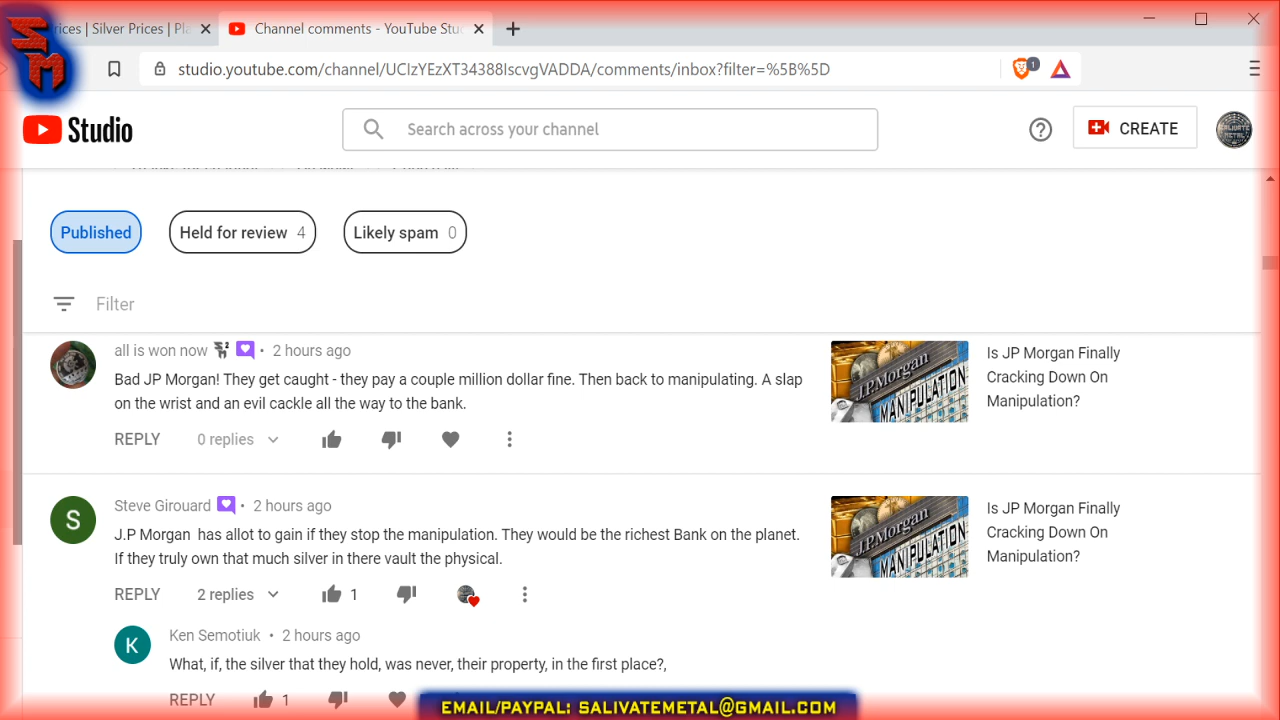 SM
rices | Silver Prices | Pla
Channel comments - YouTube Stu
studio.youtube.com/channel/UCIzYEzXT34388IscvgVADDA/comments/inbox?filter=%5B%5D
1
Studio
Search across your channel
CREATE
Published
Held for review 4
Likely spam 0
Filter
all is won now • 2 hours ago
Bad JP Morgan! They get caught - they pay a couple million dollar fine. Then back to manipulating. A slap
on the wrist and an evil cackle all the way to the bank.
REPLY 0 replies
J.P.Morgan
MANIPULATION
Is JP Morgan Finally
Cracking Down On
Manipulation?
S
Steve Girouard • 2 hours ago
J.P Morgan has allot to gain if they stop the manipulation. They would be the richest Bank on the planet.
If they truly own that much silver in there vault the physical.
REPLY 2 replies 1
J.P.Morgan
MANIPULATION
Is JP Morgan Finally
Cracking Down On
Manipulation?
K
Ken Semotiuk • 2 hours ago
What, if, the silver that they hold, was never, their property, in the first place?,
REPLY 1
EMAIL/PAYPAL: SALIVATEMETAL@GMAIL.COM